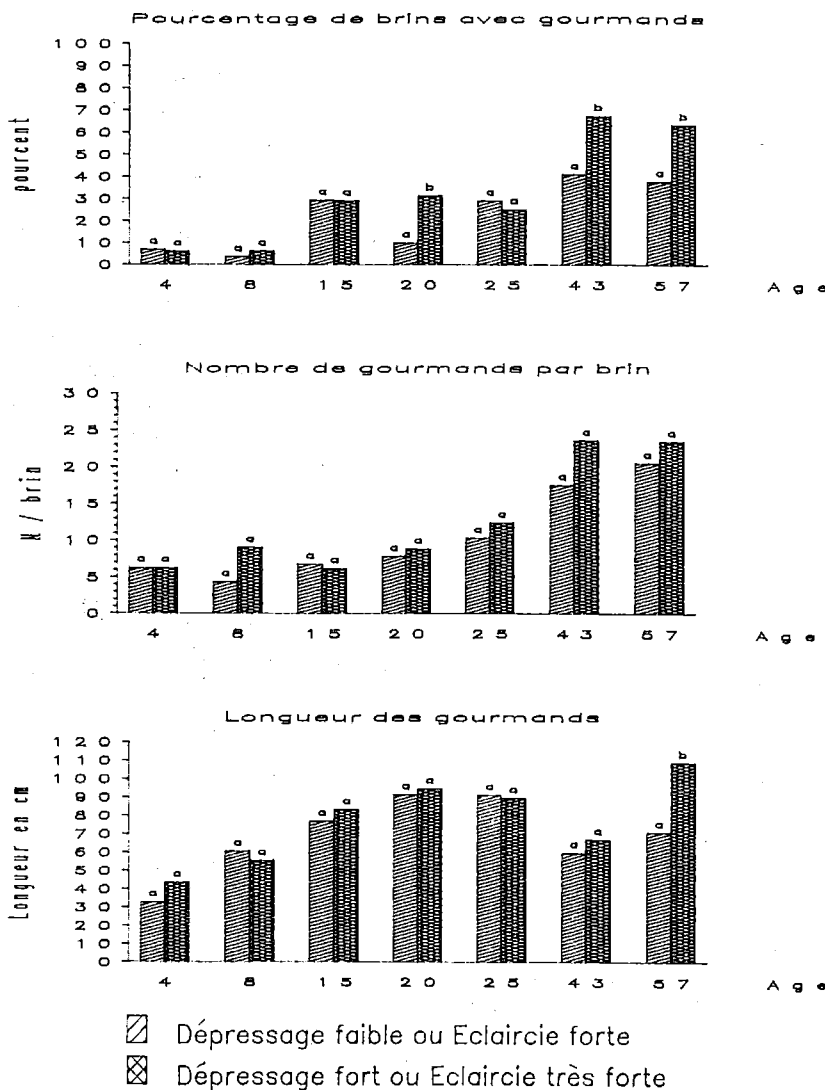 Pourcentage de brins avec gourmands
pourcent
100
90
80
70
60
50
40
30
20
10
0
a a a a a a a b a a a b a b
4 8 15 20 25 43 57 Age
Nombre de gourmands par brin
N / brin
30
25
20
15
10
5
0
a a a a a a a a a a a a a a
4 8 15 20 25 43 57 Age
Longueur des gourmands
Longueur en cm
120
110
100
90
80
70
60
50
40
30
20
10
0
a a a a a a a a a a a a a b
4 8 15 20 25 43 57 Age
Dépressage faible ou Eclaircie forte
Dépressage fort ou Eclaircie très forte